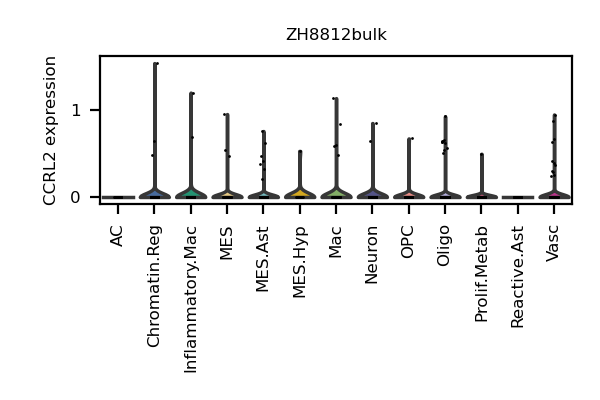 ZH8812bulk
CCRL2 expression
1
0
AC
Chromatin.Reg
Inflammatory.Mac
MES
MES.Ast
MES.Hyp
Mac
Neuron
OPC
Oligo
Prolif.Metab
Reactive.Ast
Vasc